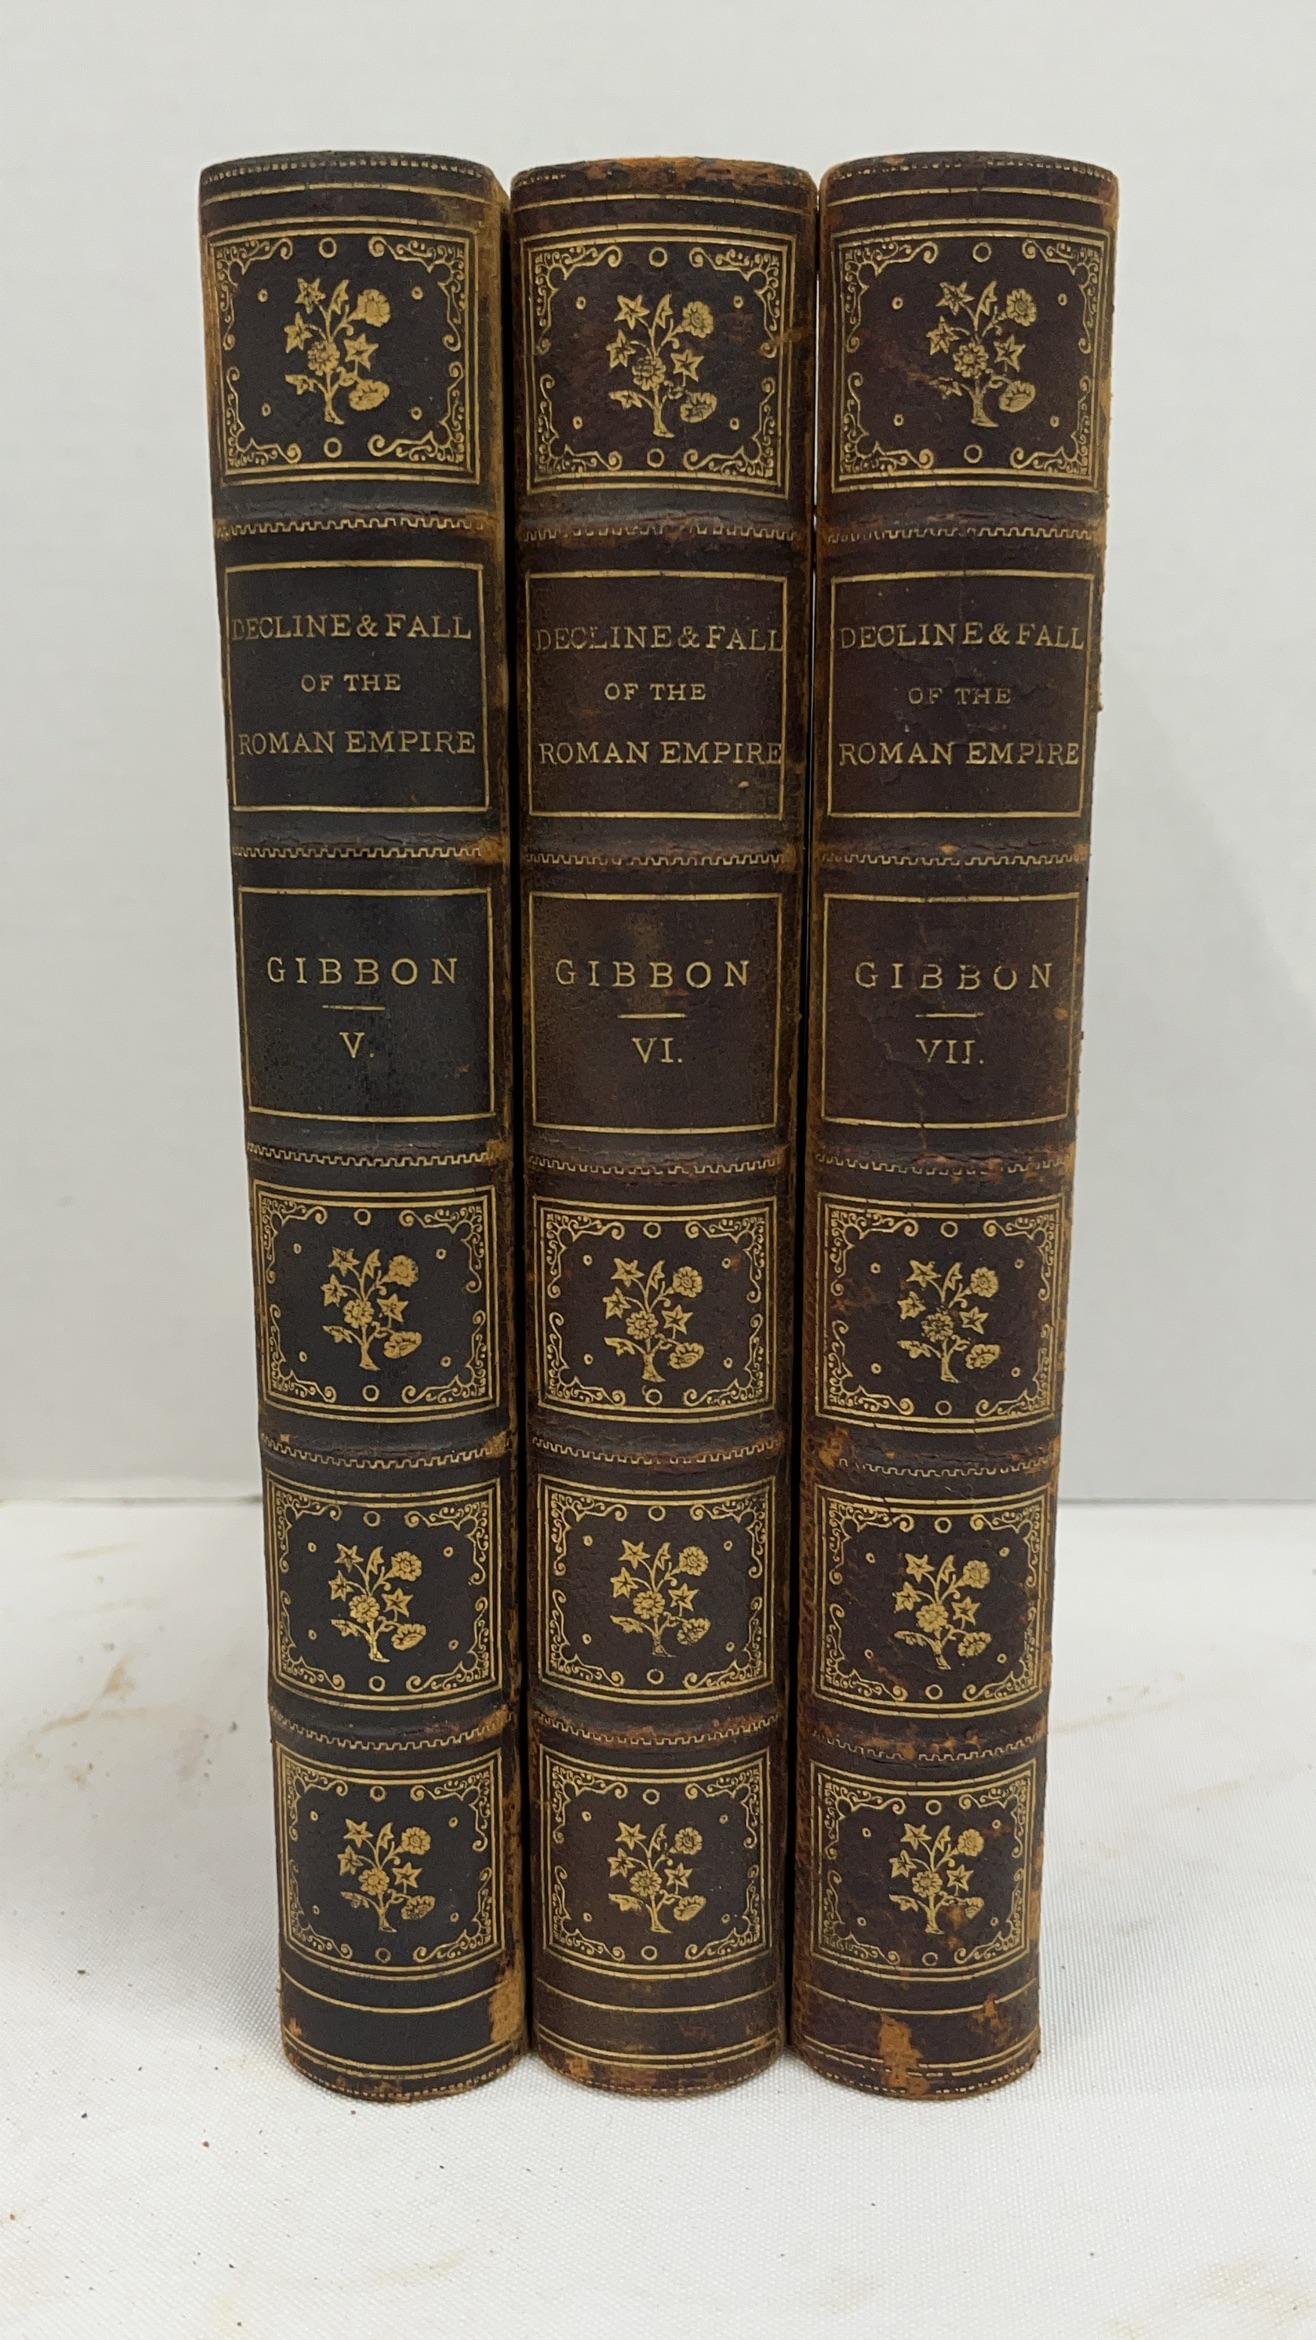 DECLINE & FALL
OF THE
ROMAN EMPIRE
GIBBON
V.
DECLINE & FALL
OF THE
ROMAN EMPIRE
GIBBON
VI.
DECLINE & FALL
OF THE
ROMAN EMPIRE
GIBBON
VII.